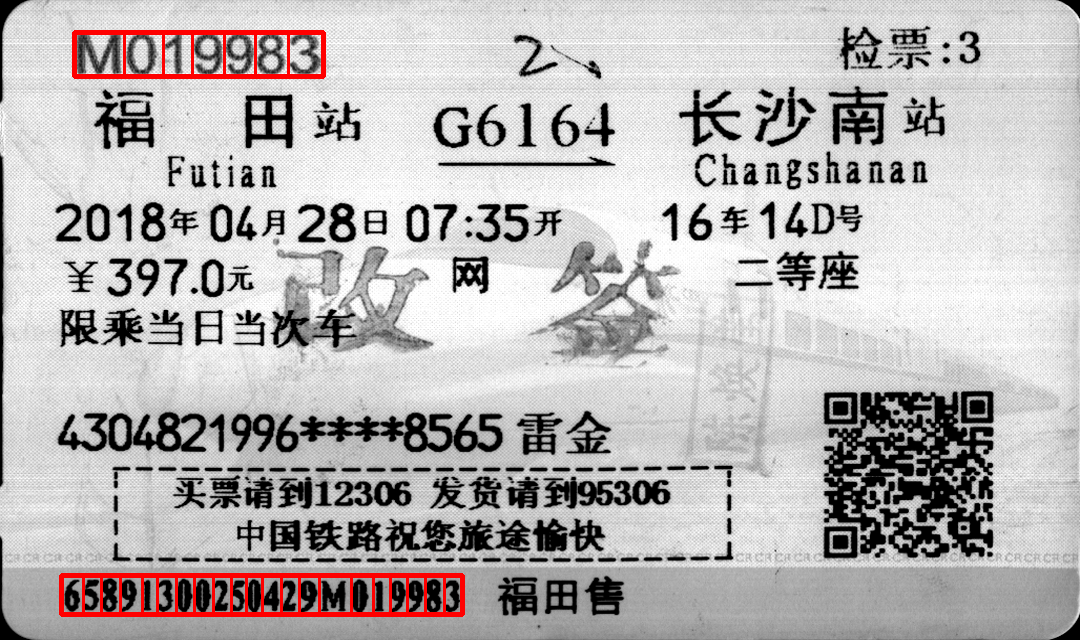 M019983 2 检票:3
福田站 G6164 长沙南站
Futian Changshanan
2018年04月28日07:35开 16车14D号
￥397.0元 改签 网 二等座
限乘当日当次车
4304821996****8565 雷金
买票请到12306 发货请到95306
中国铁路祝您旅途愉快
65891300250429M019983 福田售